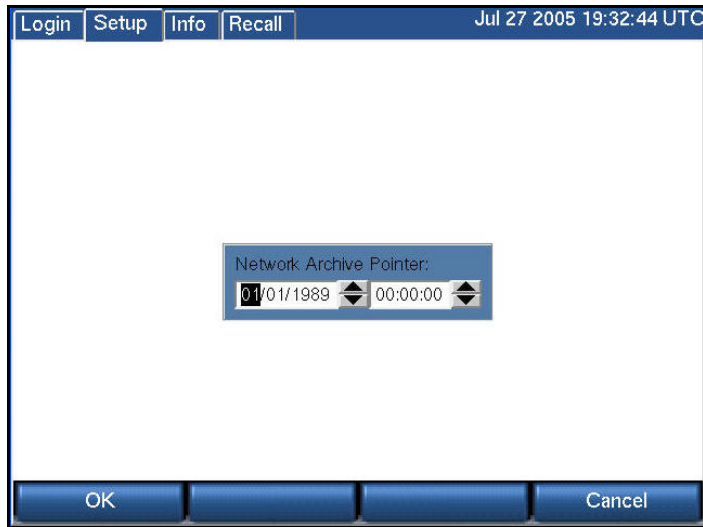 Login Setup Info Recall Jul 27 2005 19:32:44 UTC
Network Archive Pointer:
01/01/1989 00:00:00
OK Cancel